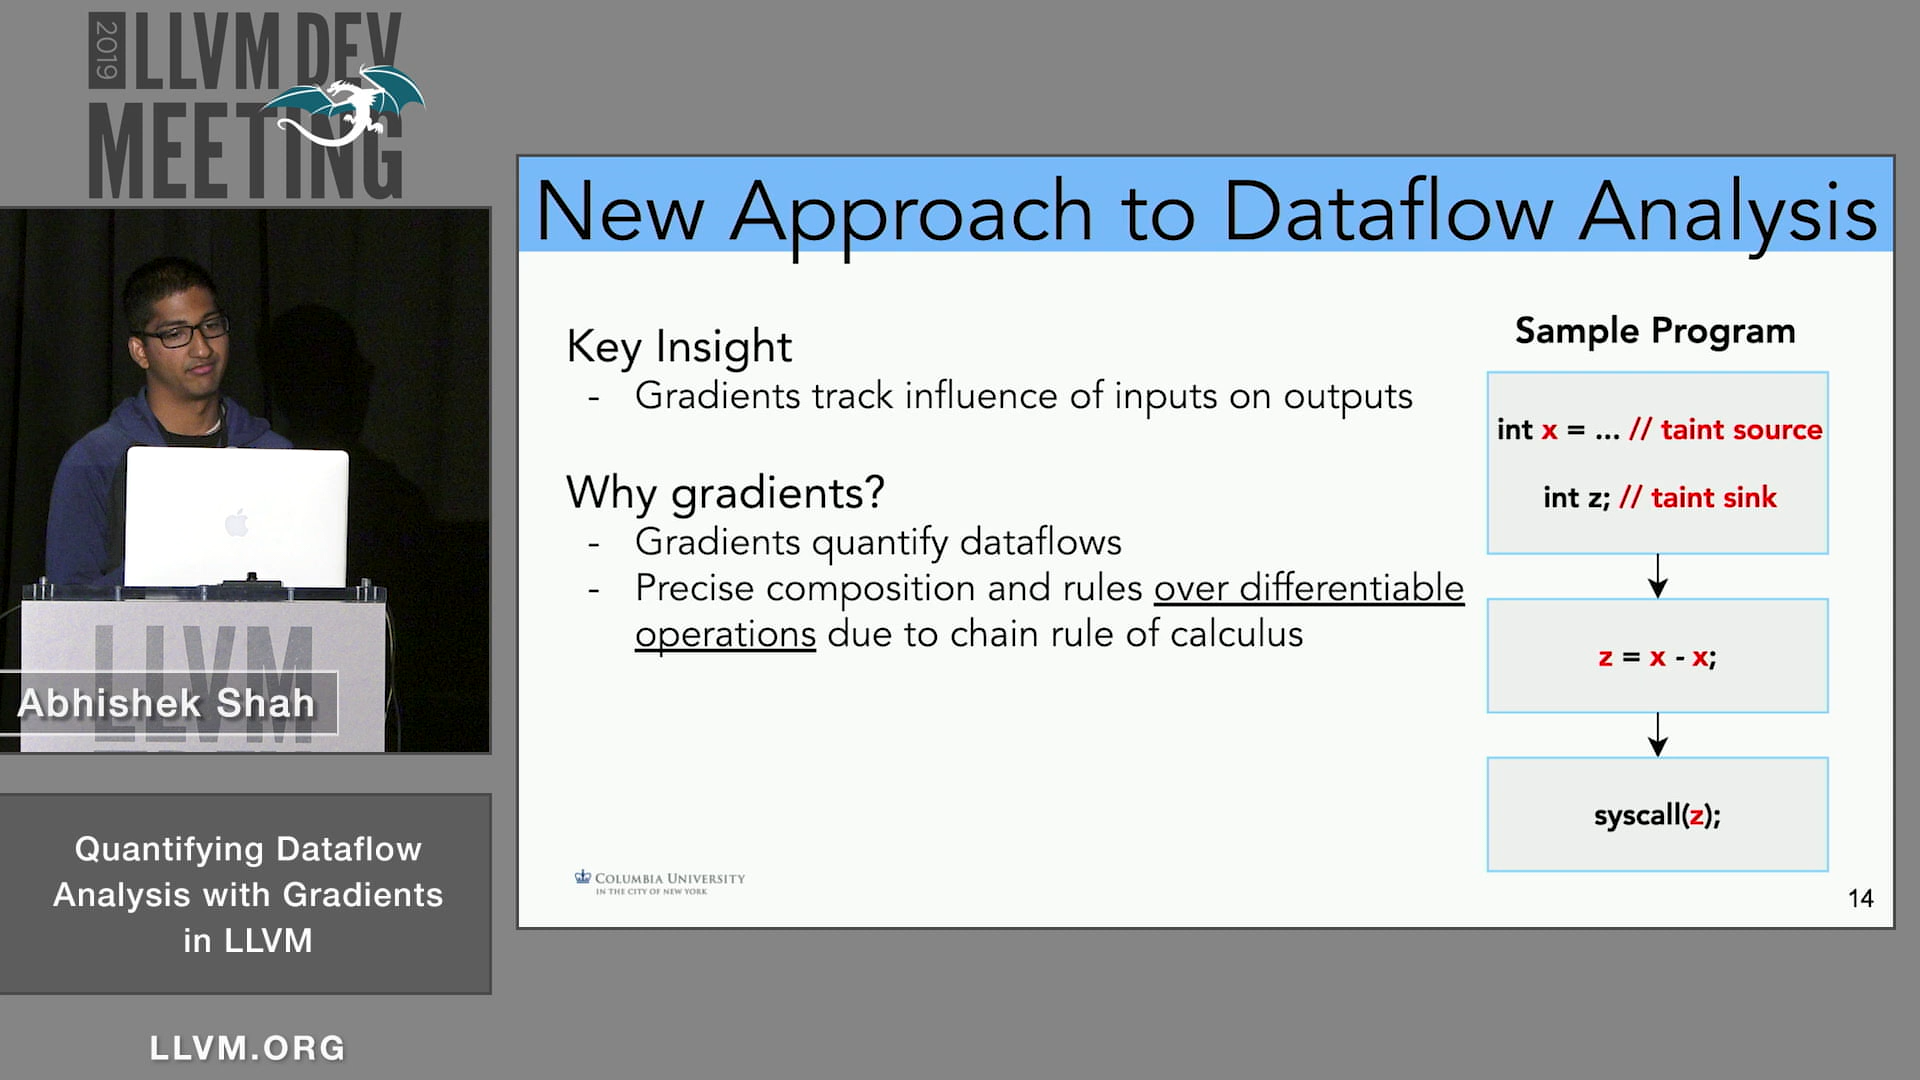 2019
LLVM DEV
MEETING
New Approach to Dataflow Analysis
Key Insight
- Gradients track influence of inputs on outputs
Why gradients?
- Gradients quantify dataflows
- Precise composition and rules over differentiable
operations due to chain rule of calculus
Sample Program
int x = ... // taint source
int z; // taint sink
z = x - x;
syscall(z);
COLUMBIA UNIVERSITY
IN THE CITY OF NEW YORK
14
LLVM
Abhishek Shah
Quantifying Dataflow
Analysis with Gradients
in LLVM
LLVM.ORG